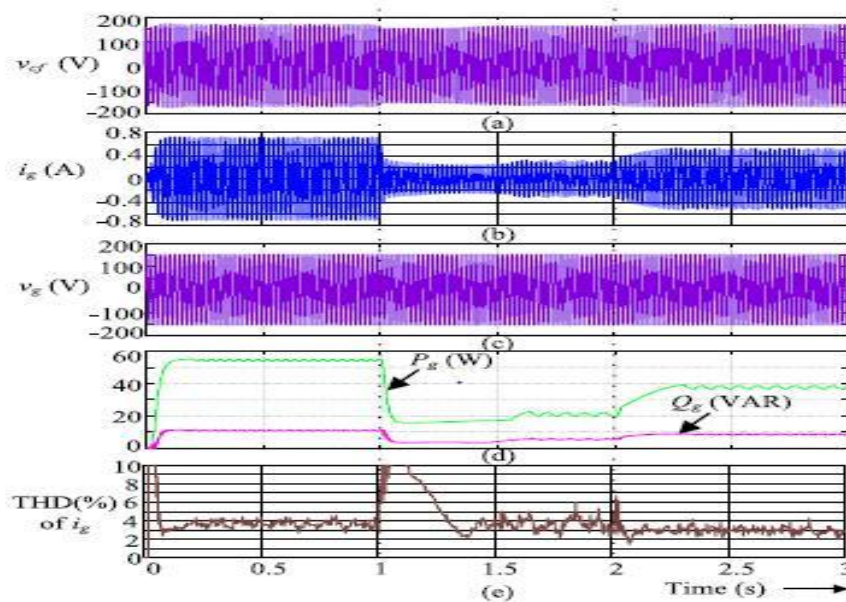 200
100
v_cf (V)
0
-100
-200
(a)
0.8
0.4
i_g (A)
0
-0.4
-0.8
(b)
200
100
v_g (V)
0
-100
-200
(c)
60
P_g (W)
40
Q_g (VAR)
20
0
(d)
10
8
THD(%)
6
of i_g
4
2
0
0 0.5 1 1.5 2 2.5 3
(e)
Time (s)